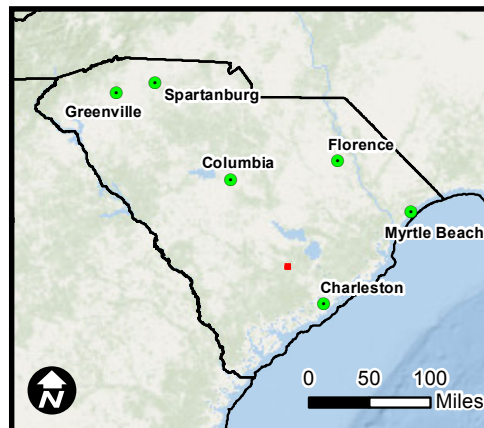 Spartanburg
Greenville
Florence
Columbia
Myrtle Beach
Charleston
N
0 50 100
Miles